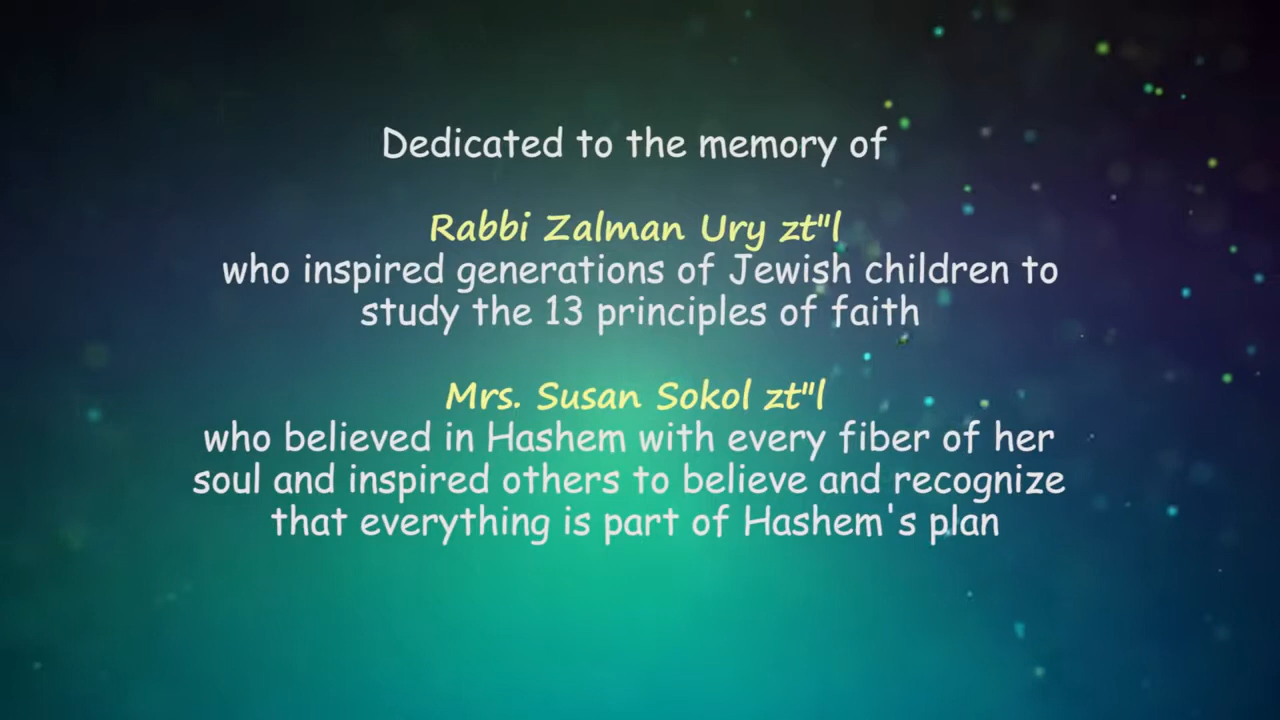 Dedicated to the memory of
Rabbi Zalman Ury zt"l
who inspired generations of Jewish children to
study the 13 principles of faith
Mrs. Susan Sokol zt"l
who believed in Hashem with every fiber of her
soul and inspired others to believe and recognize
that everything is part of Hashem's plan